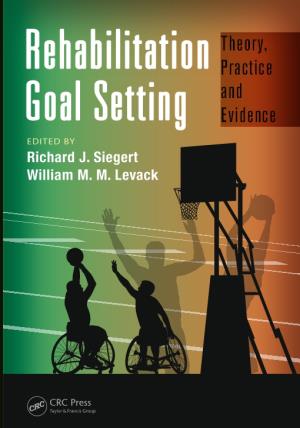 Rehabilitation
Goal Setting
Theory,
Practice
and
Evidence
EDITED BY
Richard J. Siegert
William M. M. Levack
CRC
CRC Press
Taylor & Francis Group